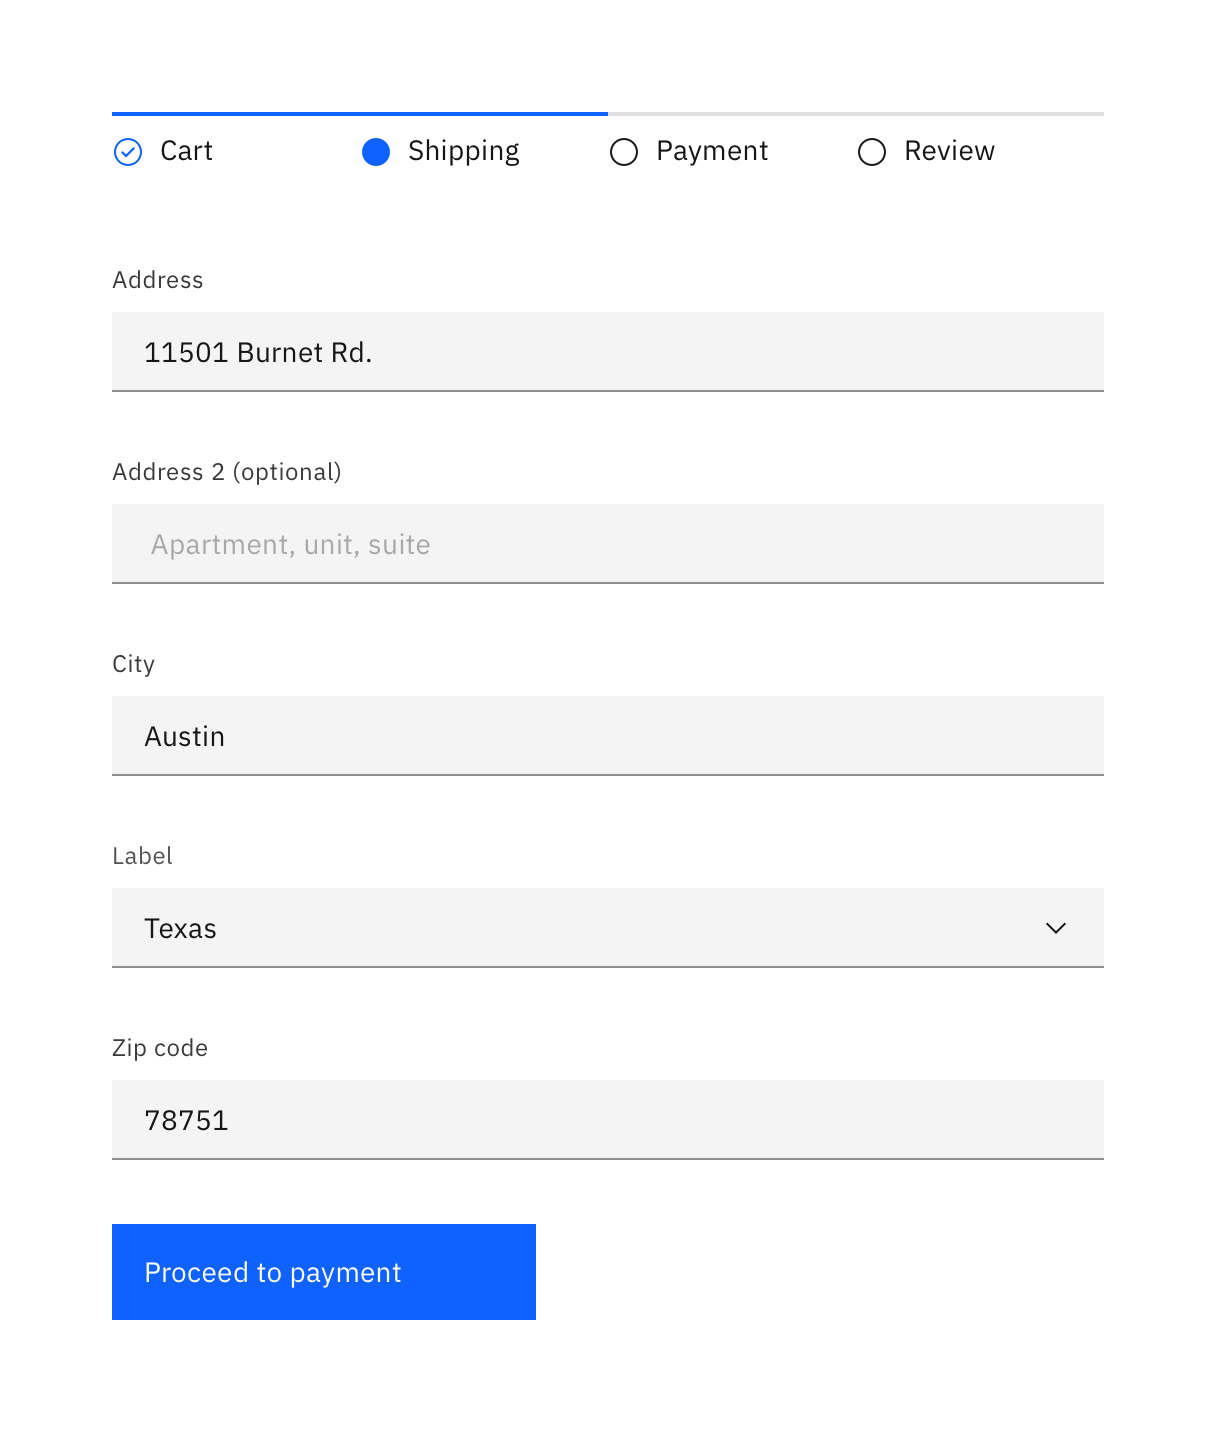 Cart Shipping Payment Review
Address
11501 Burnet Rd.
Address 2 (optional)
Apartment, unit, suite
City
Austin
Label
Texas
Zip code
78751
Proceed to payment